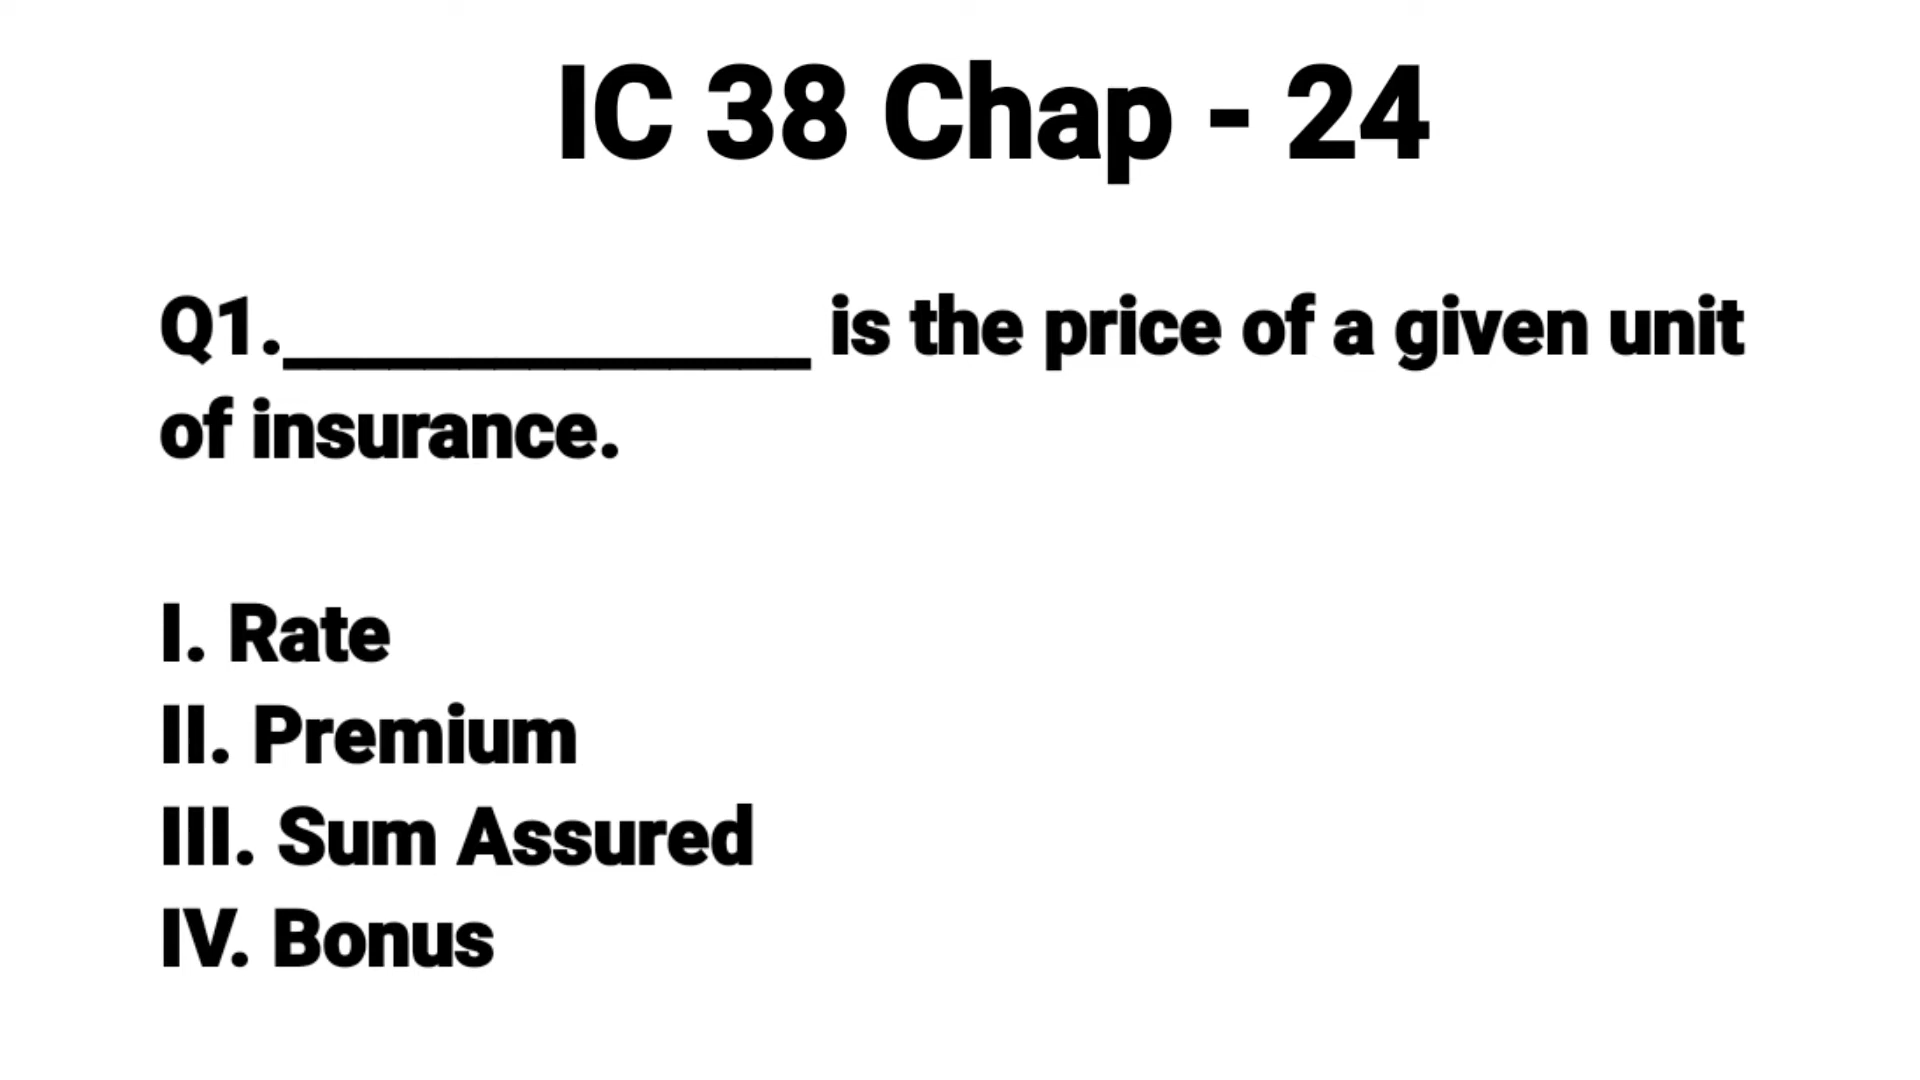 IC 38 Chap - 24
Q1._______________ is the price of a given unit
of insurance.
I. Rate
II. Premium
III. Sum Assured
IV. Bonus